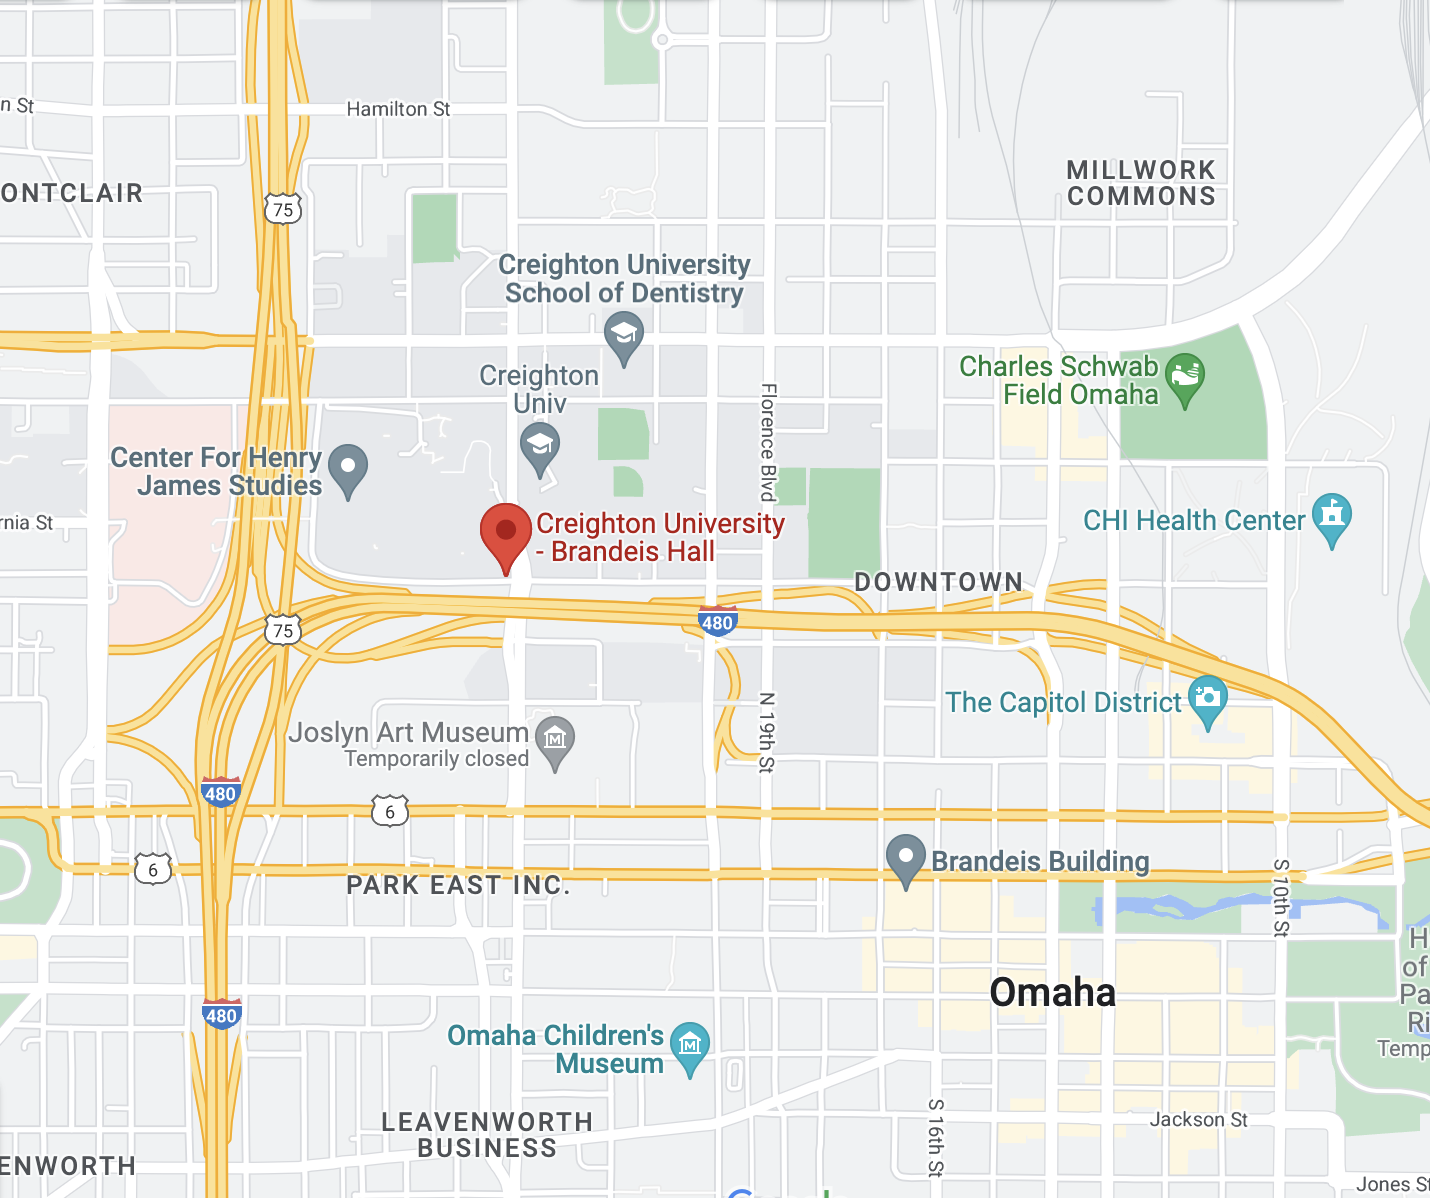 n St
Hamilton St
MILLWORK
COMMONS
ONTCLAIR
75
Creighton University
School of Dentistry
Creighton
Univ
Charles Schwab
Field Omaha
Florence Blvd
Center For Henry
James Studies
rnia St
Creighton University
- Brandeis Hall
CHI Health Center
DOWNTOWN
75
480
The Capitol District
Joslyn Art Museum
Temporarily closed
N 19th St
480
6
6
Brandeis Building
PARK EAST INC.
S 10th St
H
of
Pa
Ri
Temp
Omaha
480
Omaha Children's
Museum
LEAVENWORTH
BUSINESS
S 16th St
Jackson St
ENWORTH
Jones St